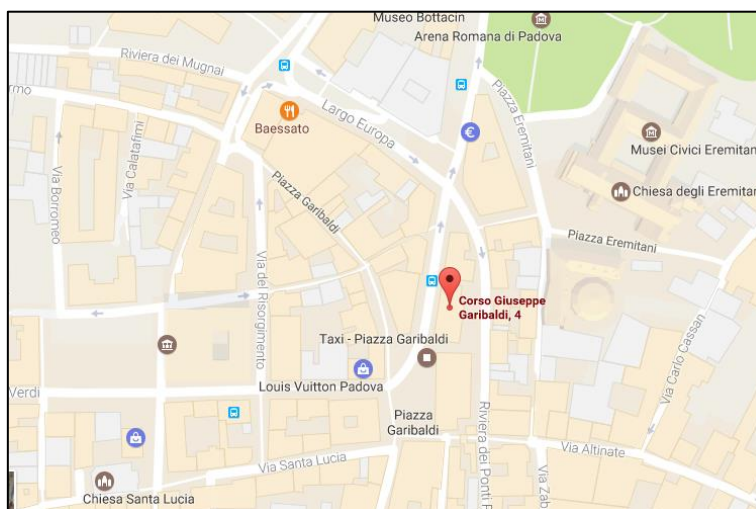 Museo Bottacin
Arena Romana di Padova
Riviera dei Mugnai
Baessato
Largo Europa
Piazza Eremitani
€
Musei Civici Eremitani
Chiesa degli Eremitani
Via Borromeo
Via Calatafimi
Piazza Garibaldi
Piazza Eremitani
Via del Risorgimento
Corso Giuseppe
Garibaldi, 4
Taxi - Piazza Garibaldi
Via Carlo Cassan
Louis Vuitton Padova
Verdi
Piazza
Garibaldi
Riviera dei Ponti
Via Altinate
Via Santa Lucia
Via Zab
Chiesa Santa Lucia